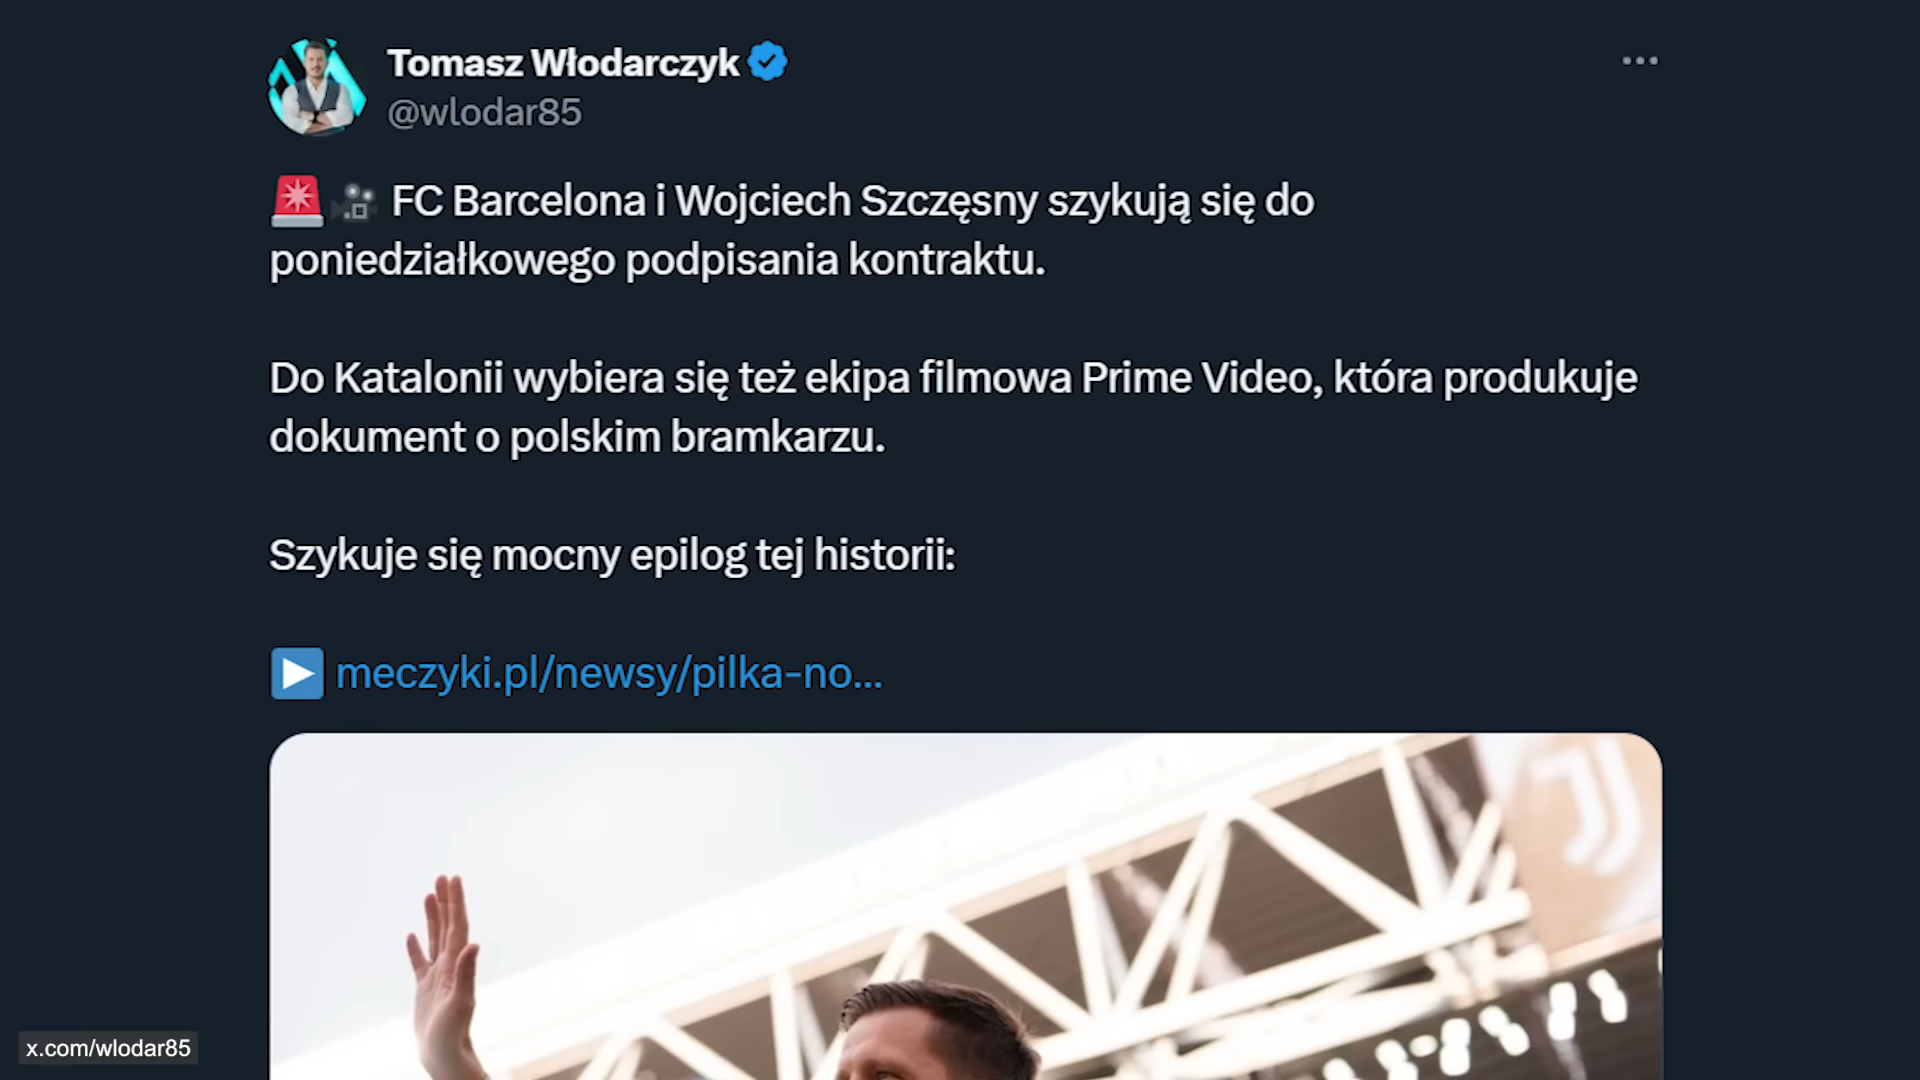 Tomasz Włodarczyk
@wlodar85
FC Barcelona i Wojciech Szczęsny szykują się do
poniedziałkowego podpisania kontraktu.
Do Katalonii wybiera się też ekipa filmowa Prime Video, która produkuje
dokument o polskim bramkarzu.
Szykuje się mocny epilog tej historii:
meczyki.pl/newsy/pilka-no...
x.com/wlodar85